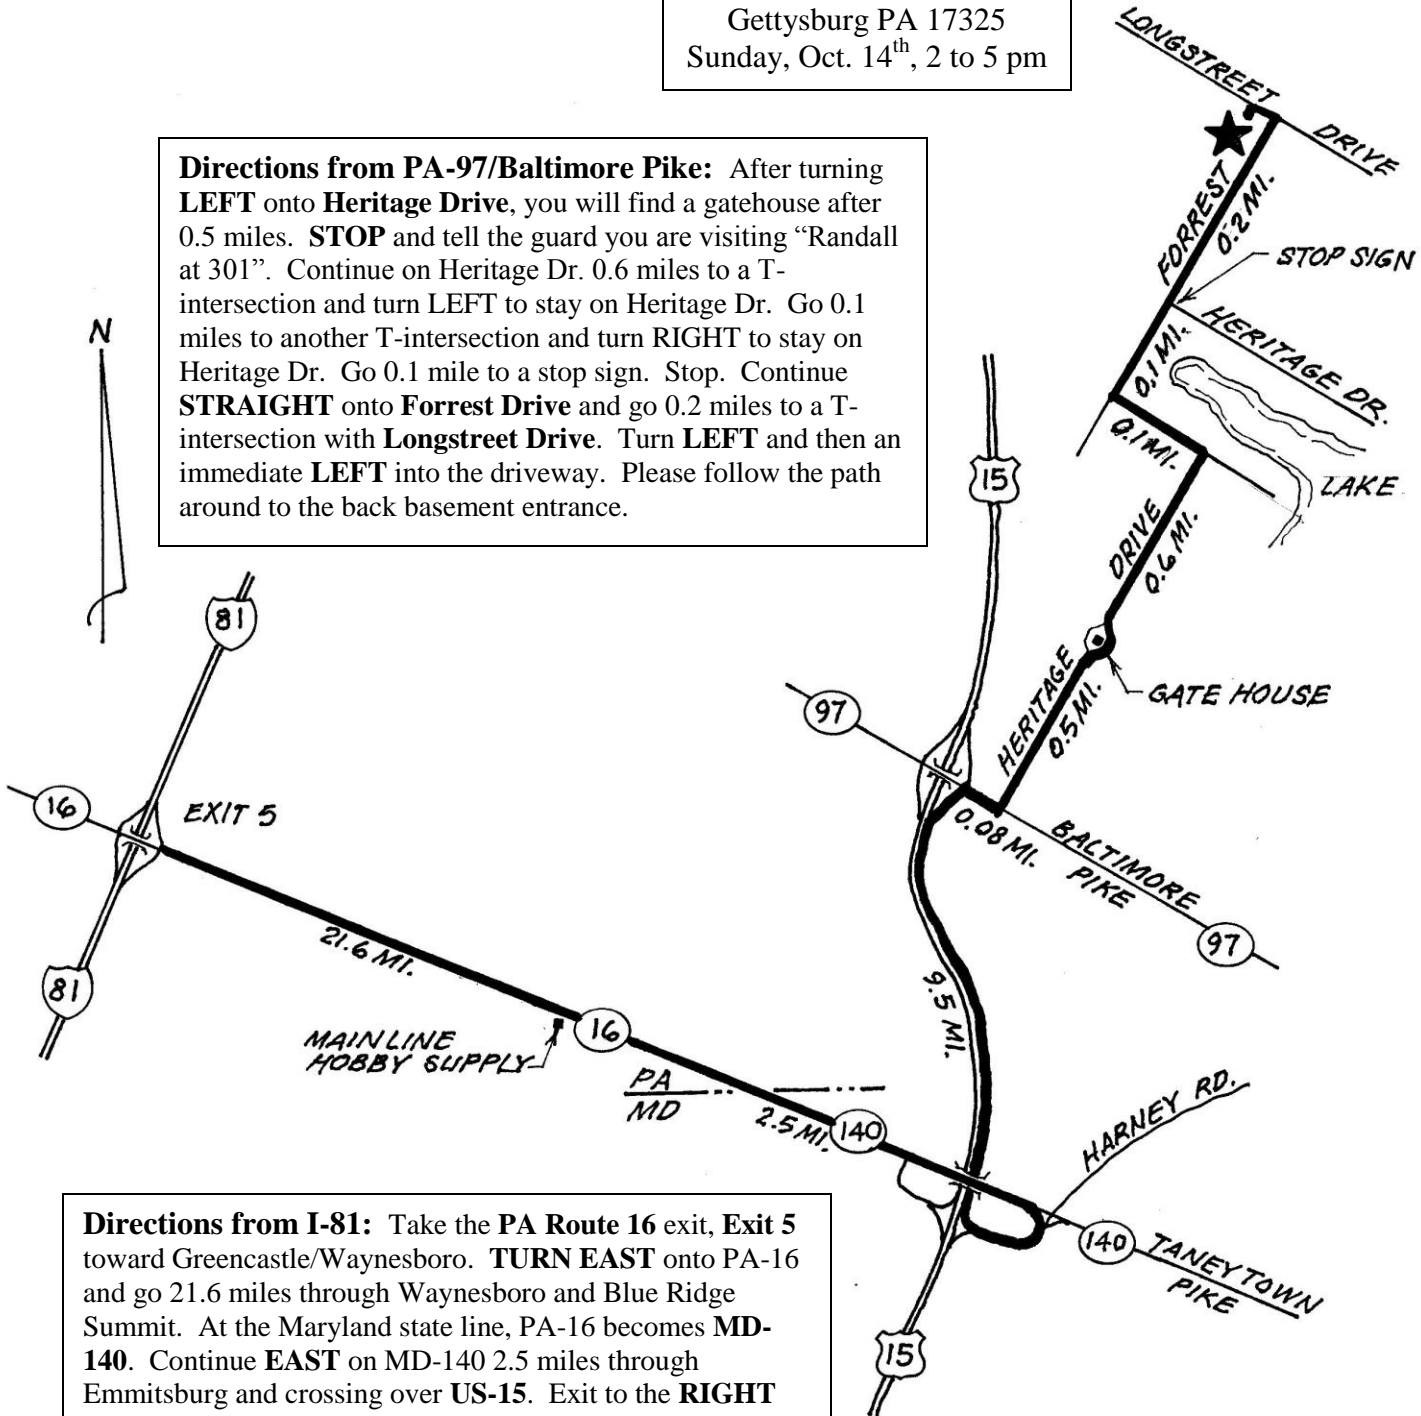 Gettysburg PA 17325
Sunday, Oct. 14th, 2 to 5 pm
LONGSTREET DRIVE
Directions from PA-97/Baltimore Pike: After turning
LEFT onto Heritage Drive, you will find a gatehouse after
0.5 miles. STOP and tell the guard you are visiting “Randall
at 301”. Continue on Heritage Dr. 0.6 miles to a T-
intersection and turn LEFT to stay on Heritage Dr. Go 0.1
miles to another T-intersection and turn RIGHT to stay on
Heritage Dr. Go 0.1 mile to a stop sign. Stop. Continue
STRAIGHT onto Forrest Drive and go 0.2 miles to a T-
intersection with Longstreet Drive. Turn LEFT and then an
immediate LEFT into the driveway. Please follow the path
around to the back basement entrance.
FORREST
0.2 MI.
STOP SIGN
HERITAGE DR.
0.1 MI.
0.1 MI.
LAKE
N
15
DRIVE
0.6 MI.
81
HERITAGE
0.5 MI.
GATE HOUSE
97
16
EXIT 5
0.08 MI.
BALTIMORE
PIKE
97
21.6 MI.
81
9.5 MI.
MAINLINE
HOBBY SUPPLY
16
PA
MD
2.5 MI.
140
HARNEY RD.
140
TANEYTOWN
PIKE
15
Directions from I-81: Take the PA Route 16 exit, Exit 5
toward Greencastle/Waynesboro. TURN EAST onto PA-16
and go 21.6 miles through Waynesboro and Blue Ridge
Summit. At the Maryland state line, PA-16 becomes MD-
140. Continue EAST on MD-140 2.5 miles through
Emmitsburg and crossing over US-15. Exit to the RIGHT